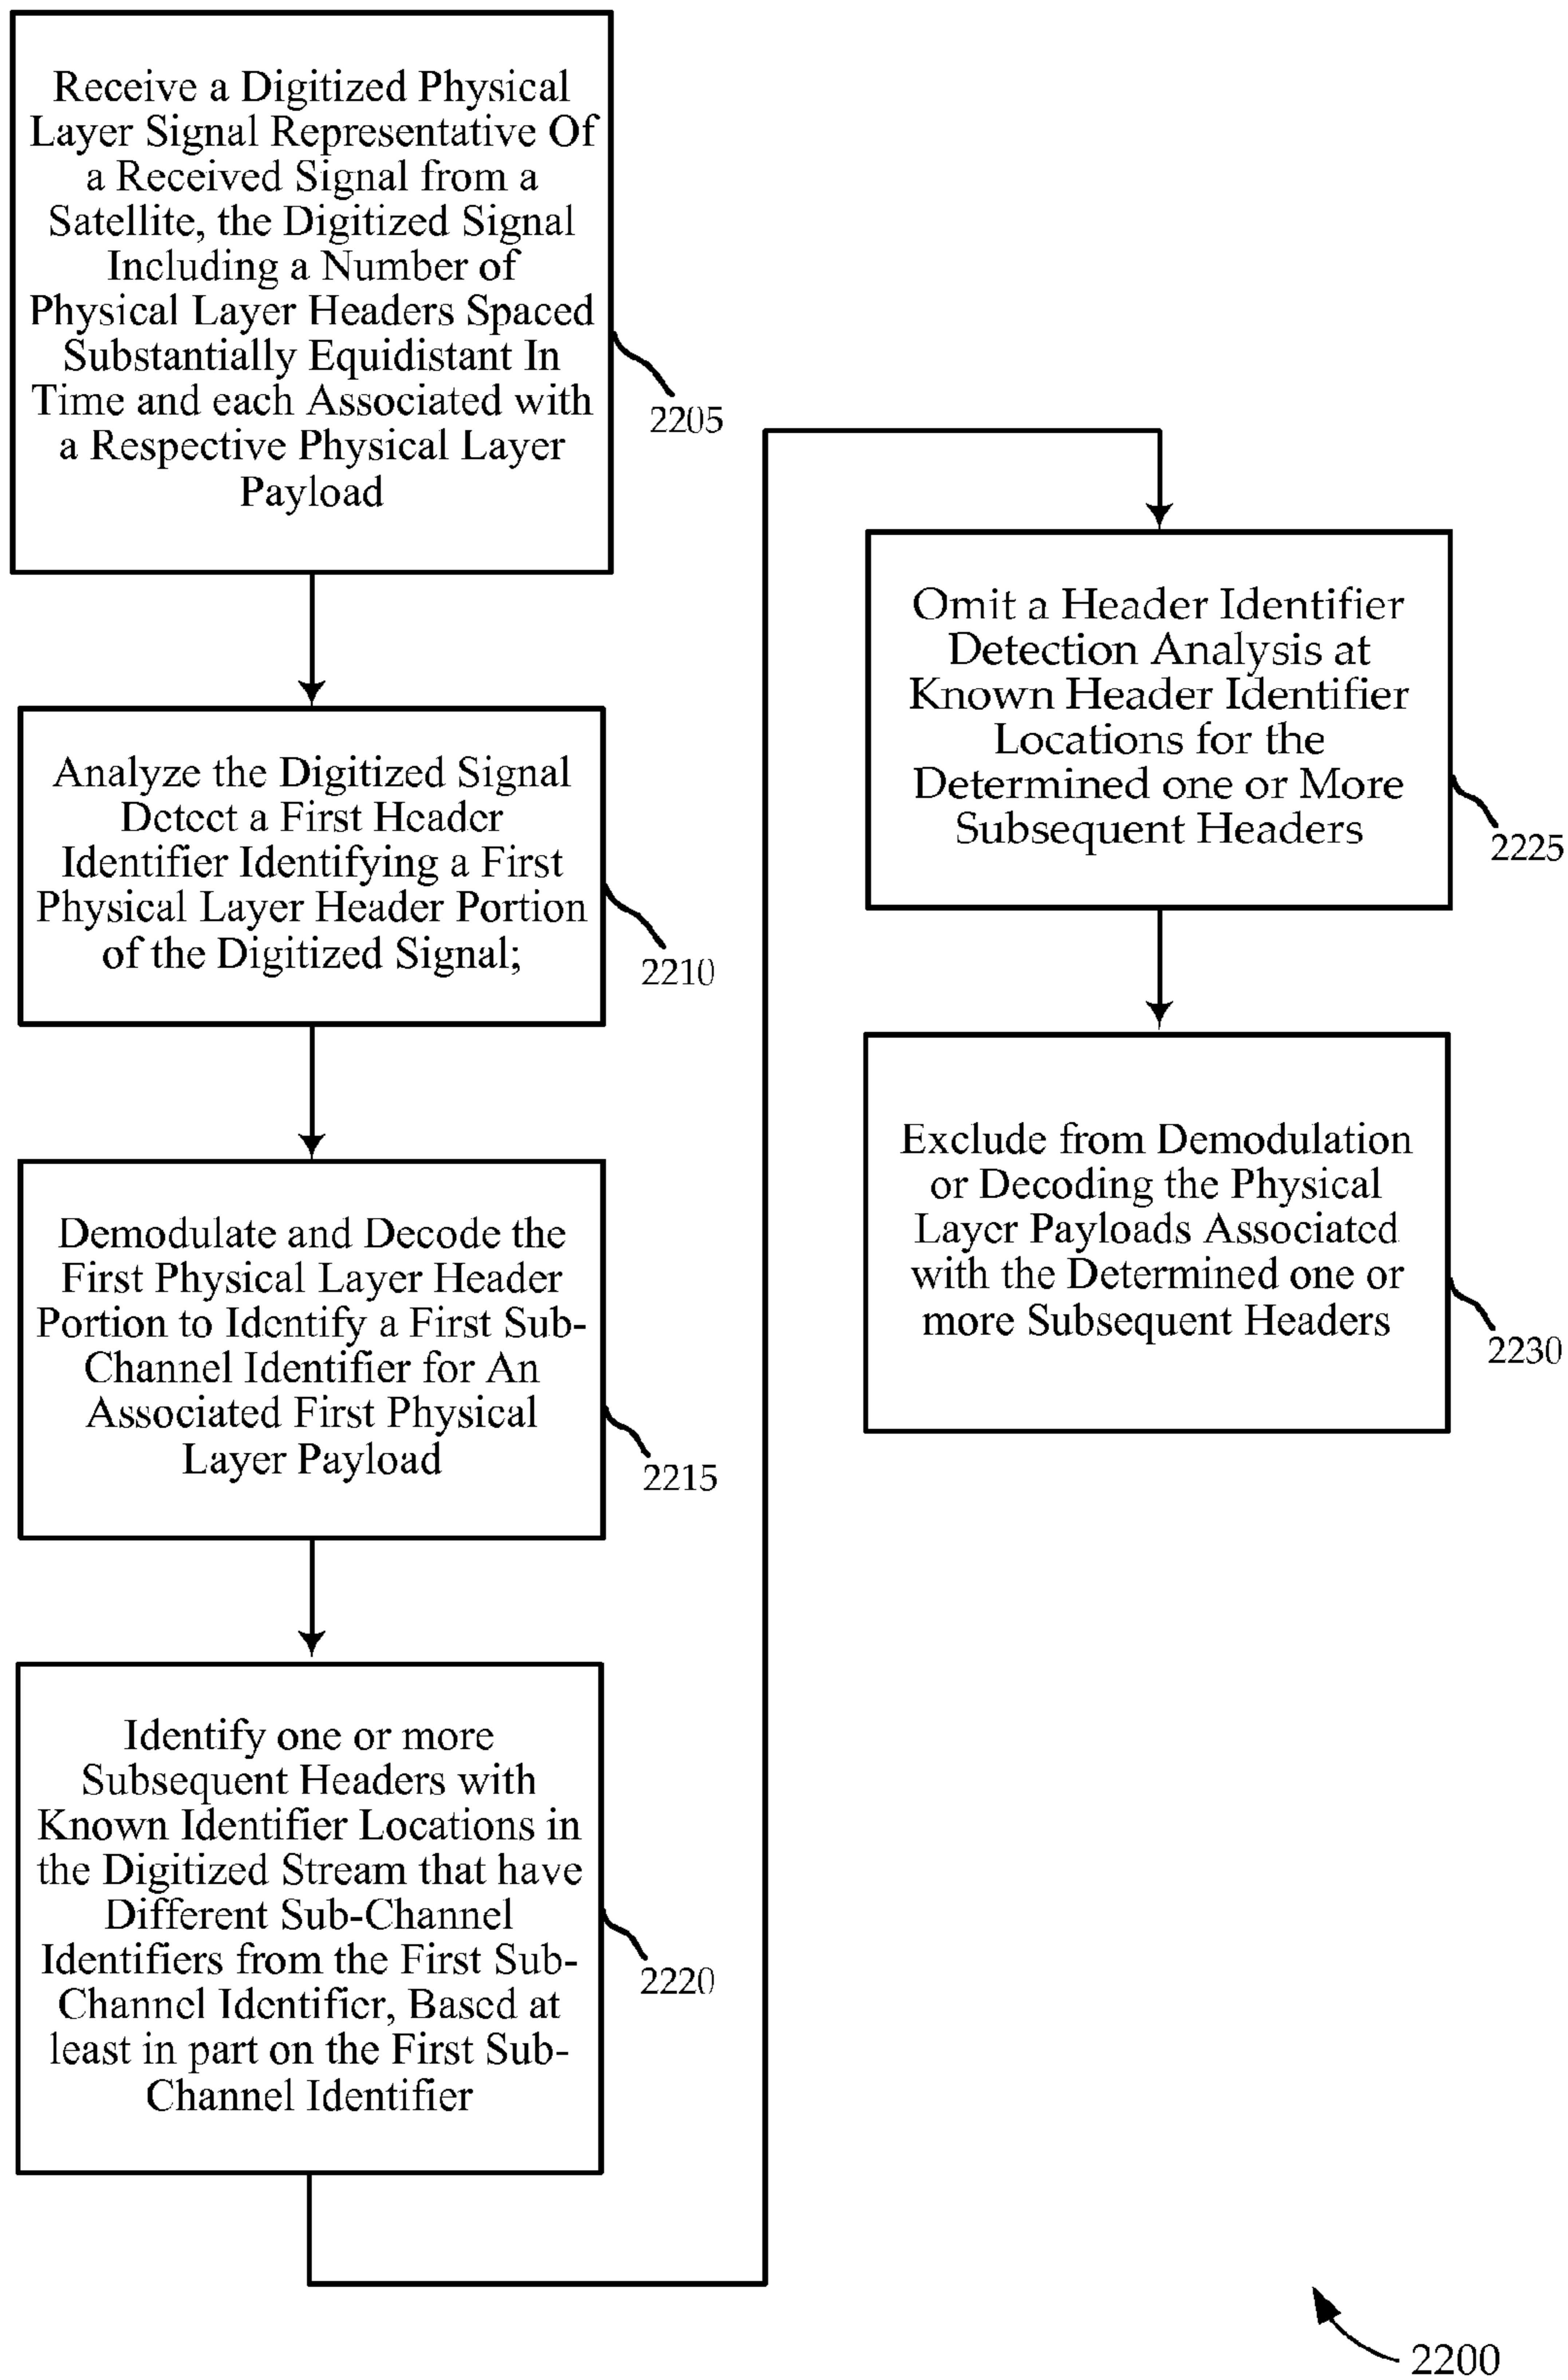 Receive a Digitized Physical
Layer Signal Representative Of
a Received Signal from a
Satellite, the Digitized Signal
Including a Number of
Physical Layer Headers Spaced
Substantially Equidistant In
Time and each Associated with
a Respective Physical Layer
Payload
2205
Analyze the Digitized Signal
Detect a First Header
Identifier Identifying a First
Physical Layer Header Portion
of the Digitized Signal;
2210
Demodulate and Decode the
First Physical Layer Header
Portion to Identify a First Sub-
Channel Identifier for An
Associated First Physical
Layer Payload
2215
Identify one or more
Subsequent Headers with
Known Identifier Locations in
the Digitized Stream that have
Different Sub-Channel
Identifiers from the First Sub-
Channel Identifier, Based at
least in part on the First Sub-
Channel Identifier
2220
Omit a Header Identifier
Detection Analysis at
Known Header Identifier
Locations for the
Determined one or More
Subsequent Headers
2225
Exclude from Demodulation
or Decoding the Physical
Layer Payloads Associated
with the Determined one or
more Subsequent Headers
2230
2200